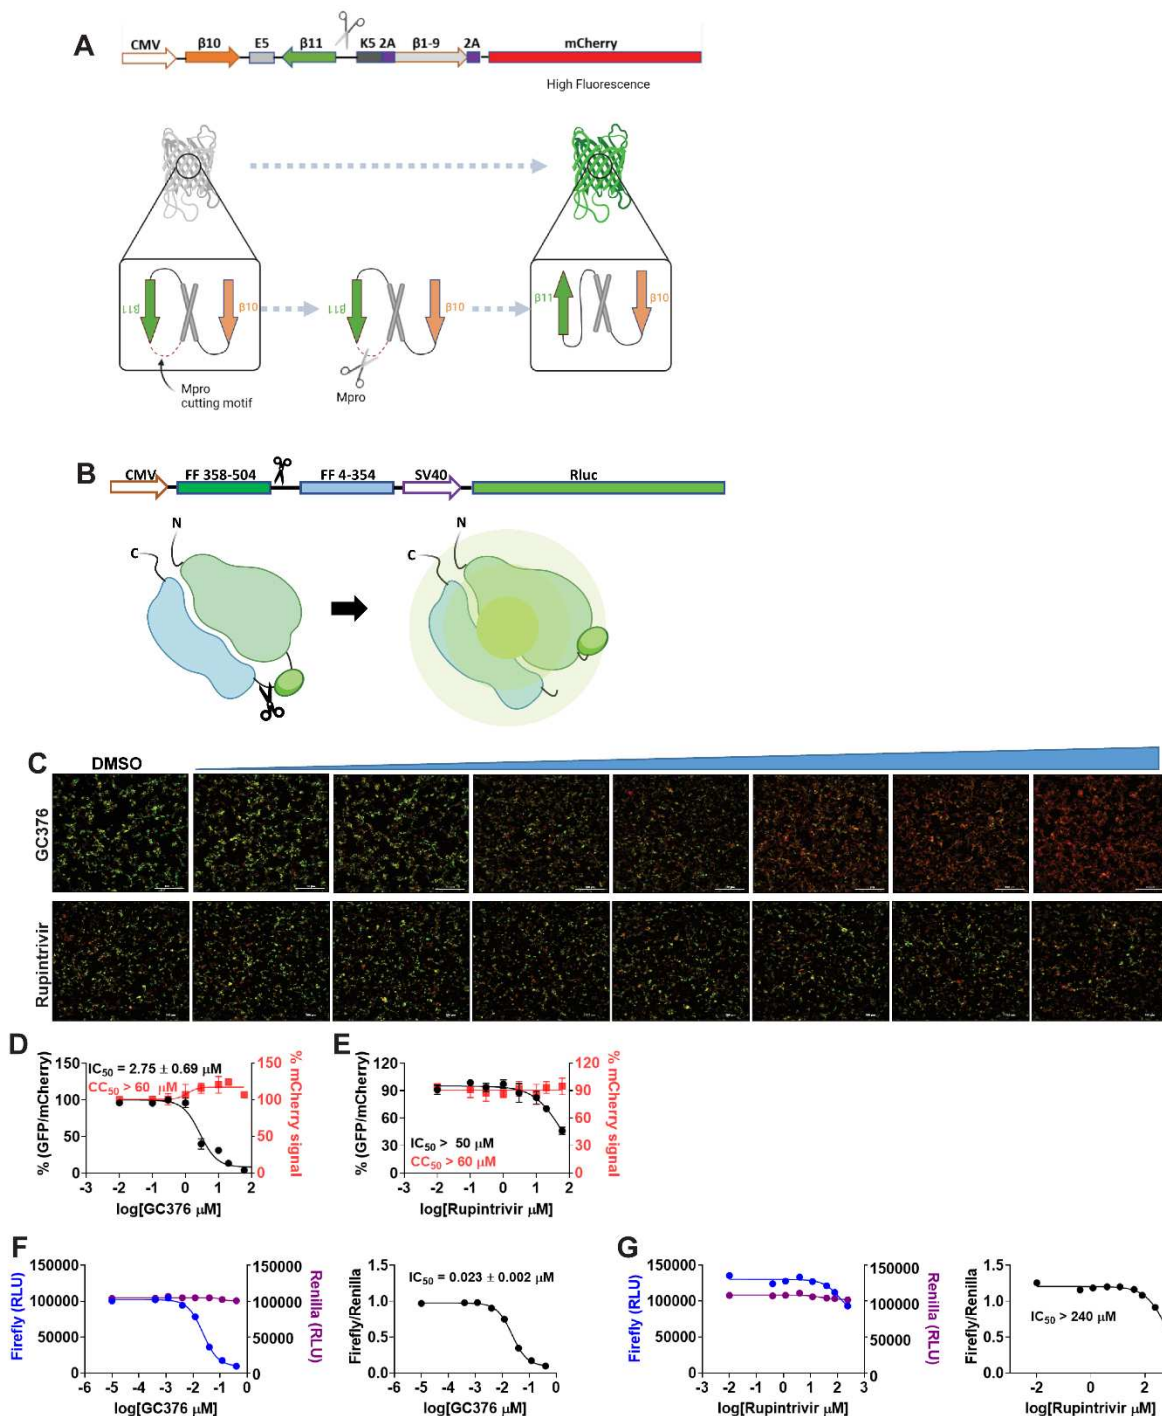 A
CMV β10 E5 β11 K5 2A β1-9 2A mCherry
High Fluorescence
β11 β10 β11 β10 β11 β10
Mpro
cutting motif
Mpro
B
CMV FF 358-504 FF 4-354 SV40 Rluc
N
C
N
C
C
DMSO
GC376
Rupintrivir
D
% (GFP/mCherry)
150
100
50
0
IC50 = 2.75 ± 0.69 μM
CC50 > 60 μM
150
100
50
0
% mCherry signal
-3 -2 -1 0 1 2
log[GC376 μM]
E
% (GFP/mCherry)
120
90
60
30
0
IC50 > 50 μM
CC50 > 60 μM
120
90
60
30
0
% mCherry signal
-3 -2 -1 0 1 2
log[Rupintrivir μM]
F
Firefly (RLU)
150000
100000
50000
0
150000
100000
50000
0
Renilla (RLU)
-5 -4 -3 -2 -1 0
log[GC376 μM]
Firefly/Renilla
1.5
1.0
0.5
0.0
IC50 = 0.023 ± 0.002 μM
-6 -5 -4 -3 -2 -1 0
log[GC376 μM]
G
Firefly (RLU)
150000
100000
50000
0
150000
100000
50000
0
Renilla (RLU)
-3 -2 -1 0 1 2 3
log[Rupintrivir μM]
Firefly/Renilla
1.5
1.0
0.5
0.0
IC50 > 240 μM
-2 0 2
log[Rupintrivir μM]